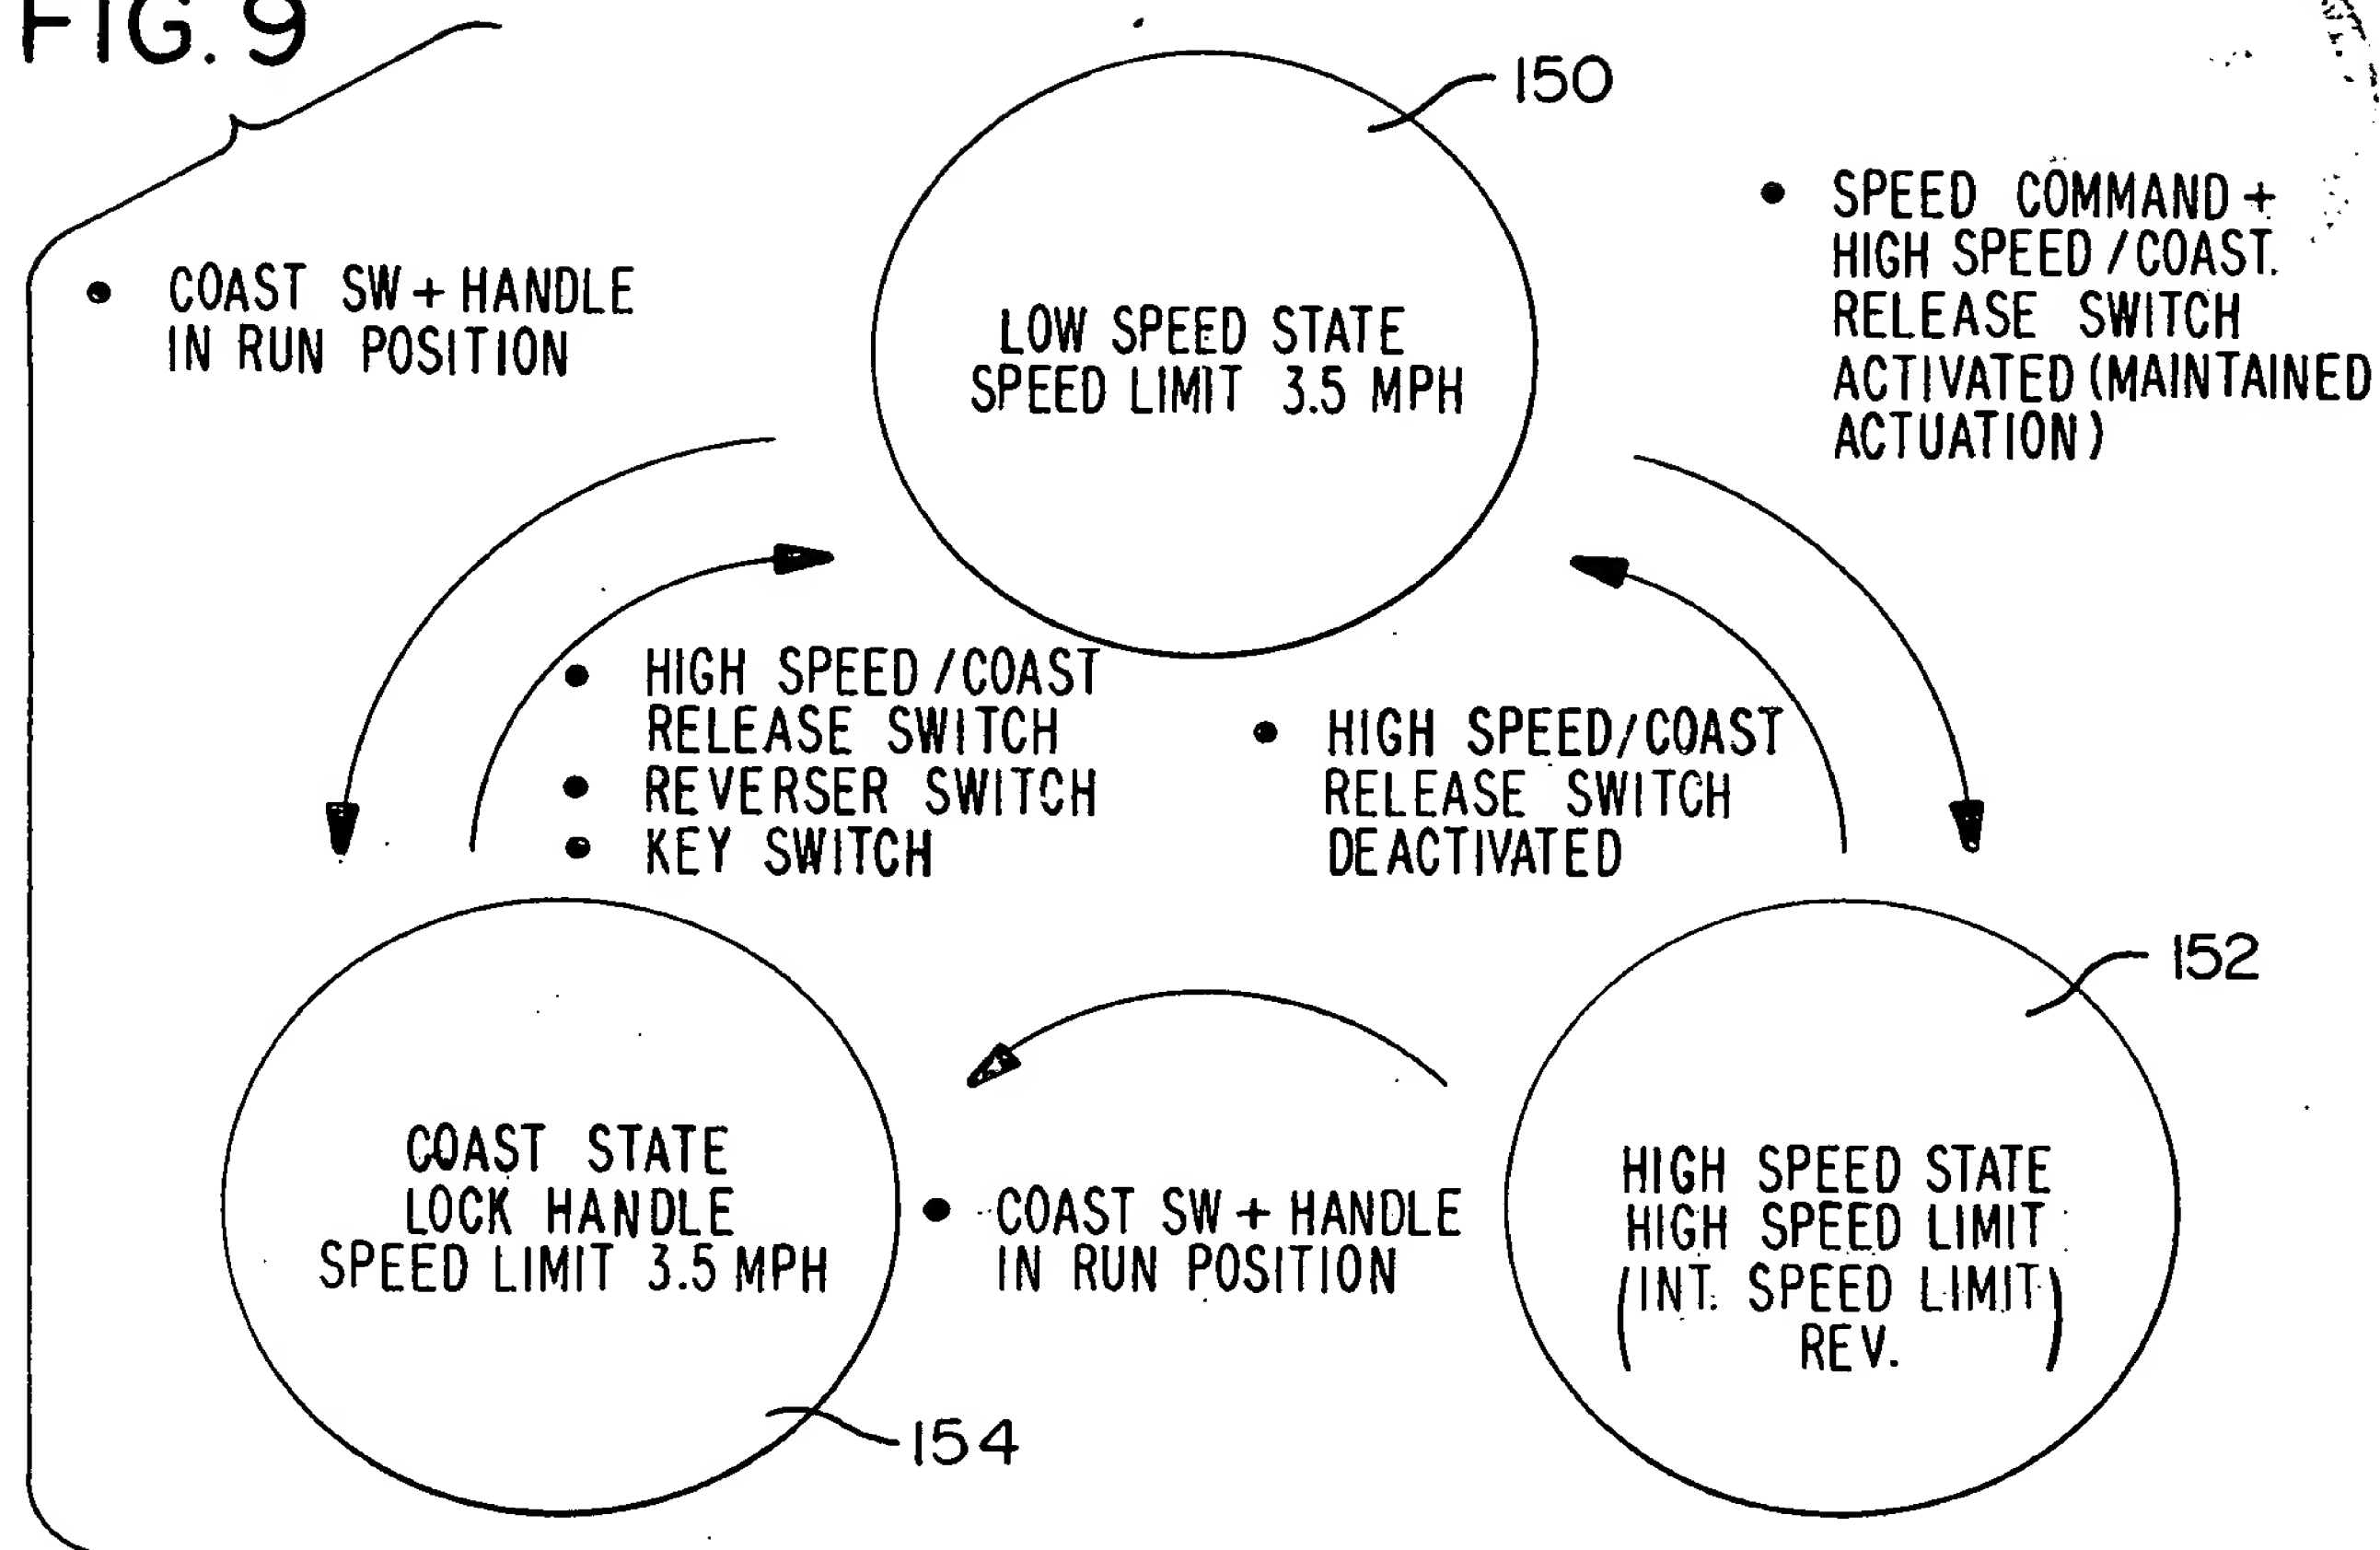 FIG. 9
150
• SPEED COMMAND +
HIGH SPEED / COAST
RELEASE SWITCH
ACTIVATED (MAINTAINED
ACTUATION)
• COAST SW + HANDLE
IN RUN POSITION
LOW SPEED STATE
SPEED LIMIT 3.5 MPH
• HIGH SPEED / COAST
RELEASE SWITCH
• REVERSER SWITCH
• KEY SWITCH
• HIGH SPEED/COAST
RELEASE SWITCH
DEACTIVATED
152
COAST STATE
LOCK HANDLE
SPEED LIMIT 3.5 MPH
• COAST SW + HANDLE
IN RUN POSITION
HIGH SPEED STATE
HIGH SPEED LIMIT
(INT. SPEED LIMIT)
REV.
154